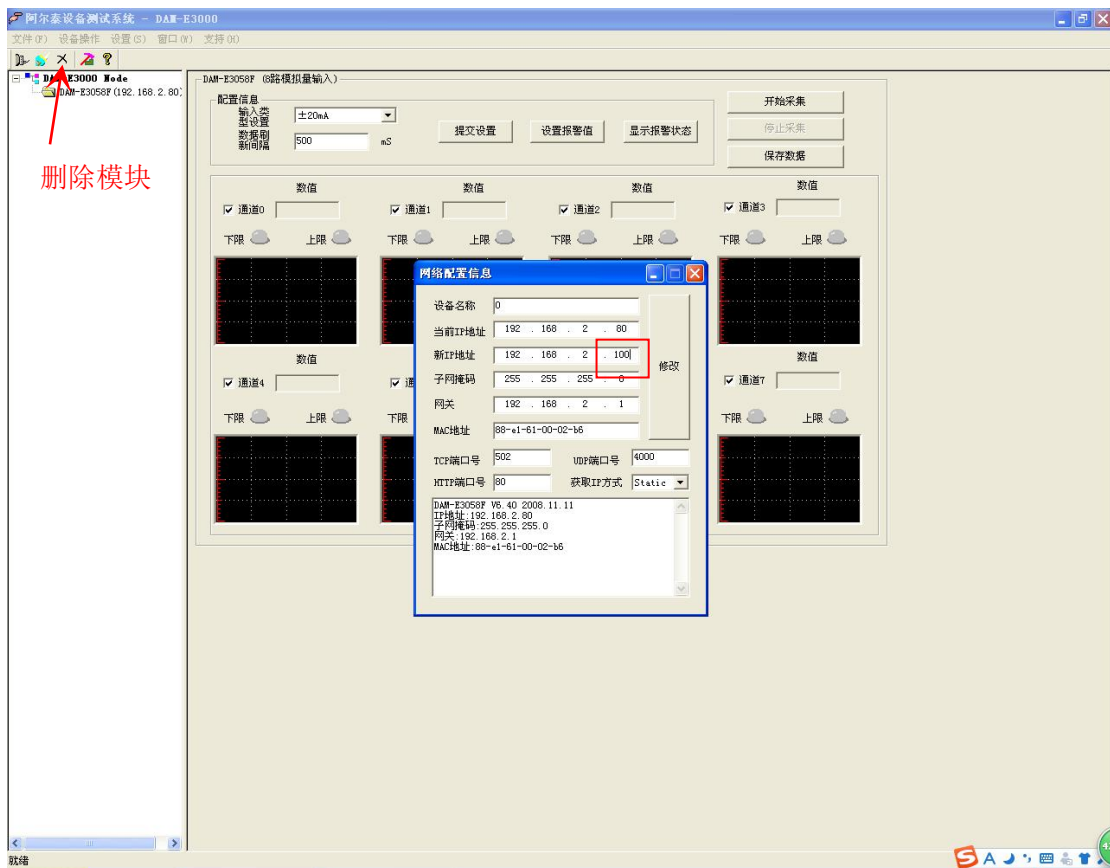 阿尔泰设备测试系统 - DAM-E3000
文件(F) 设备操作 设置(S) 窗口(W) 支持(H)
DAM-E3000 Node
DAM-E3058F(192.168.2.80)
删除模块
DAM-E3058F (8路模拟量输入)
配置信息
输入类型设置 ±20mA
数据刷新间隔 500 mS
提交设置 设置报警值 显示报警状态
开始采集
停止采集
保存数据
数值 数值 数值 数值
通道0 通道1 通道2 通道3
下限 上限 下限 上限 下限 上限 下限 上限
数值 数值
通道4 通道7
下限 上限 下限 下限 上限
网络配置信息
设备名称 0
当前IP地址 192 . 168 . 2 . 80
新IP地址 192 . 168 . 2 . 100
子网掩码 255 . 255 . 255 . 0
网关 192 . 168 . 2 . 1
MAC地址 88-e1-61-00-02-b6
修改
TCP端口号 502 UDP端口号 4000
HTTP端口号 80 获取IP方式 Static
DAM-E3058F V6.40 2008.11.11
IP地址:192.168.2.80
子网掩码:255.255.255.0
网关:192.168.2.1
MAC地址:88-e1-61-00-02-b6
就绪